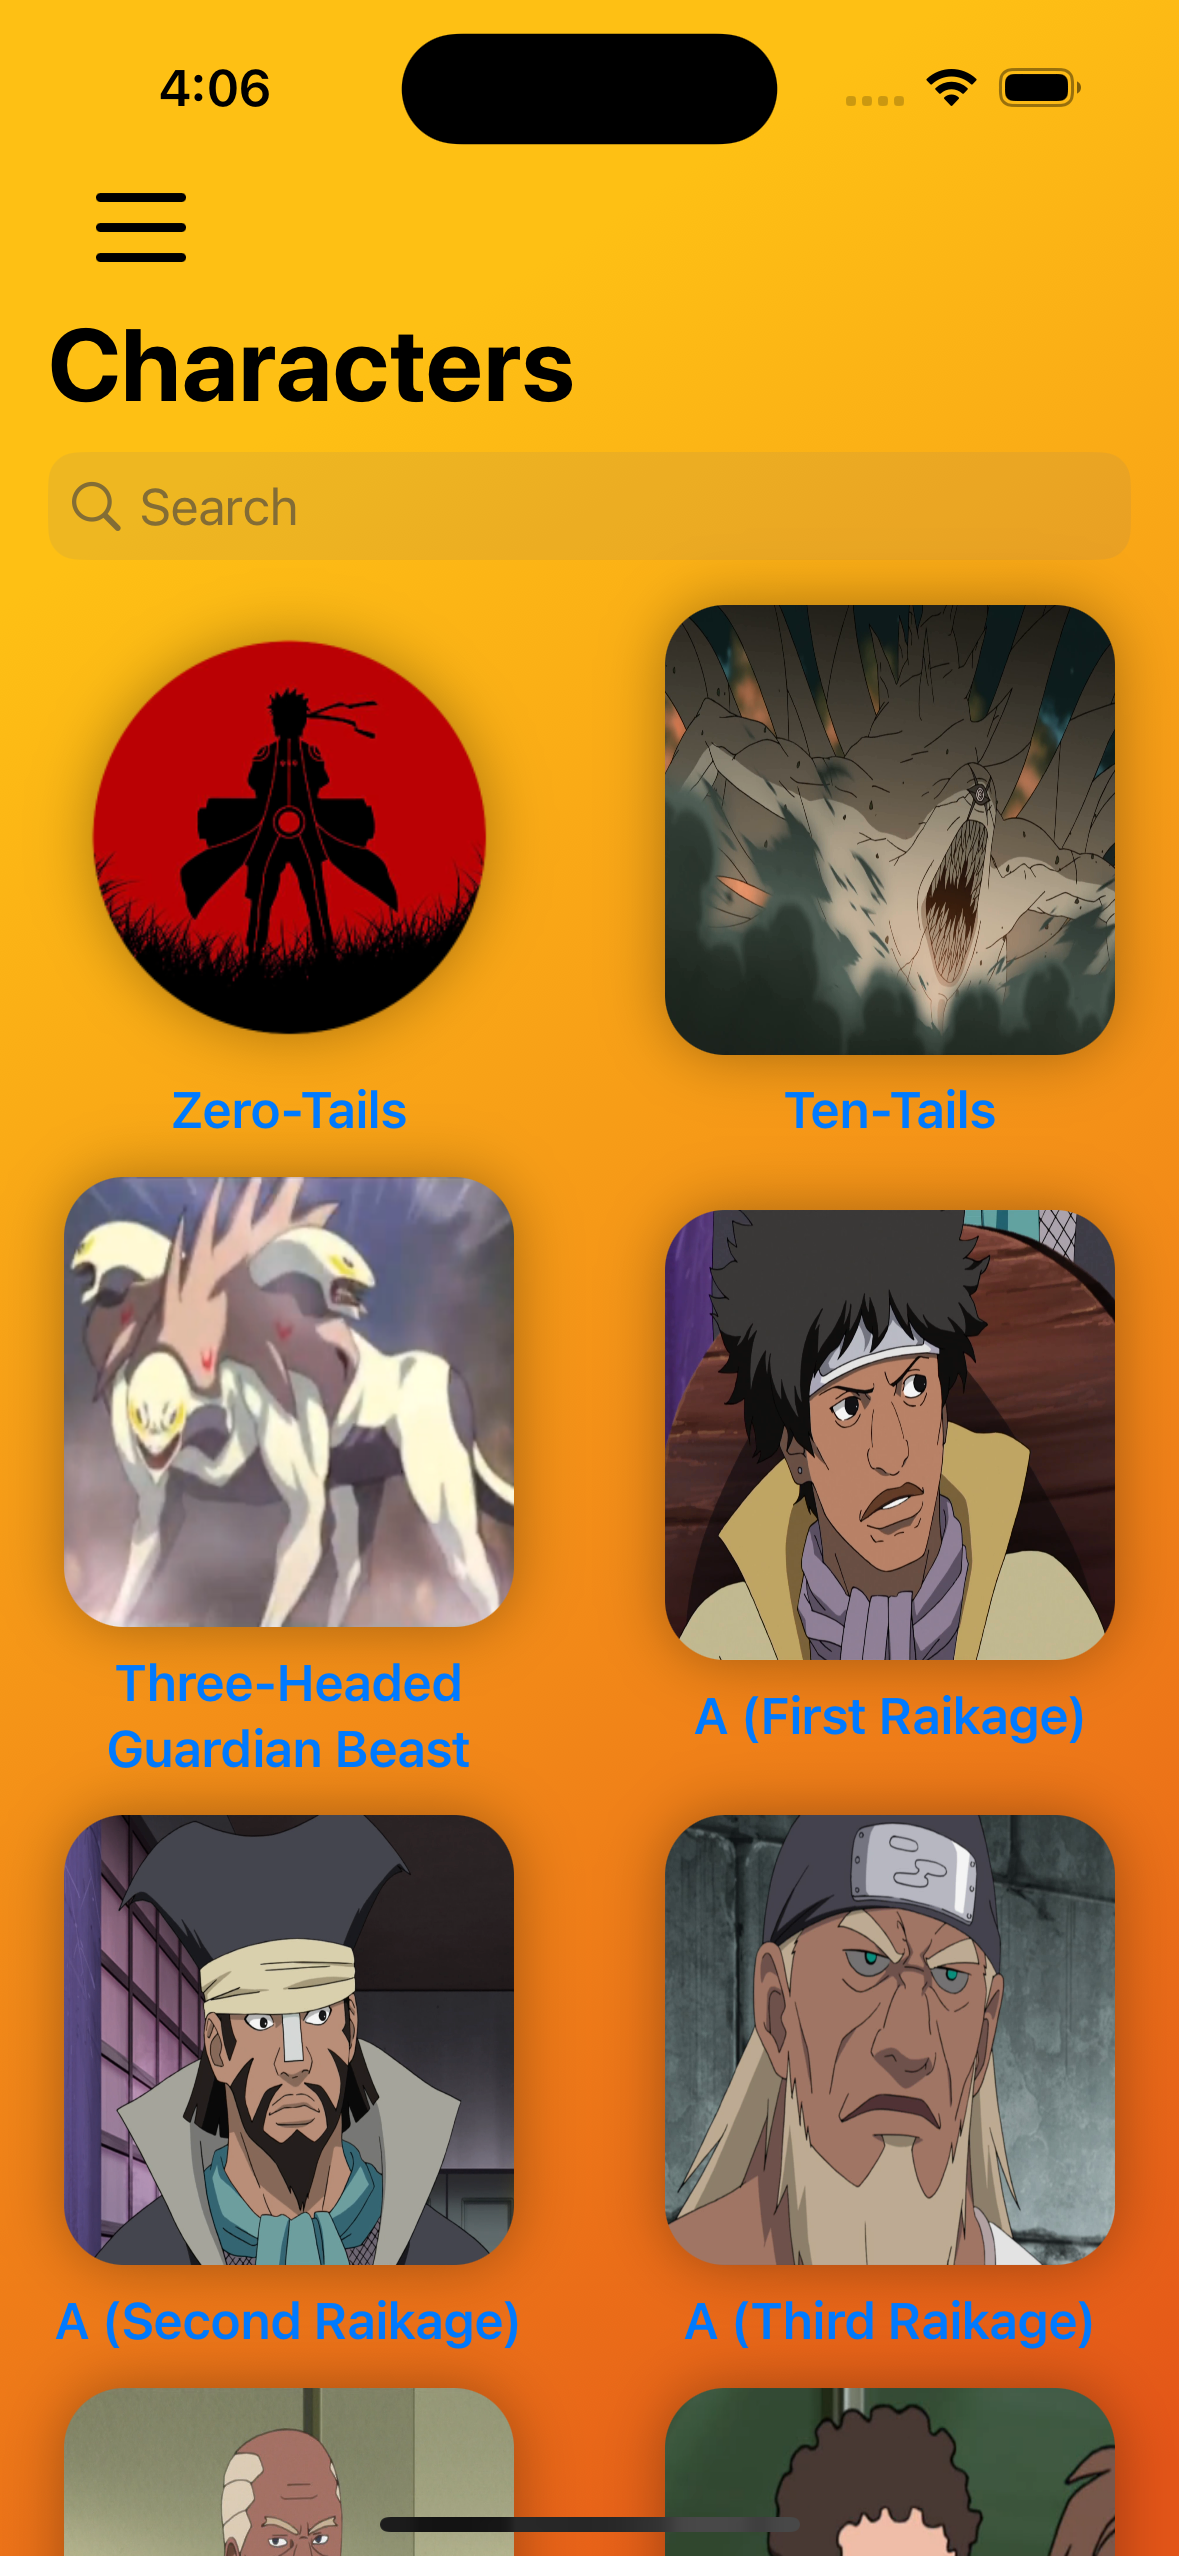 4:06
Characters
Search
Zero-Tails
Ten-Tails
Three-Headed
Guardian Beast
A (First Raikage)
A (Second Raikage)
A (Third Raikage)